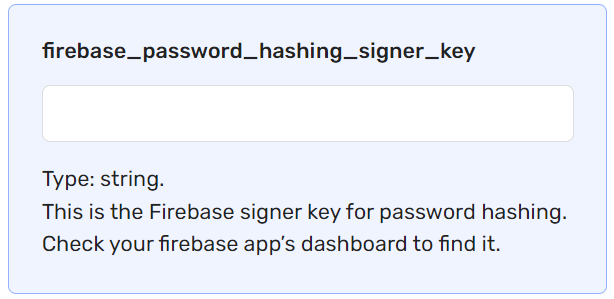 firebase_password_hashing_signer_key
Type: string.
This is the Firebase signer key for password hashing.
Check your firebase app’s dashboard to find it.